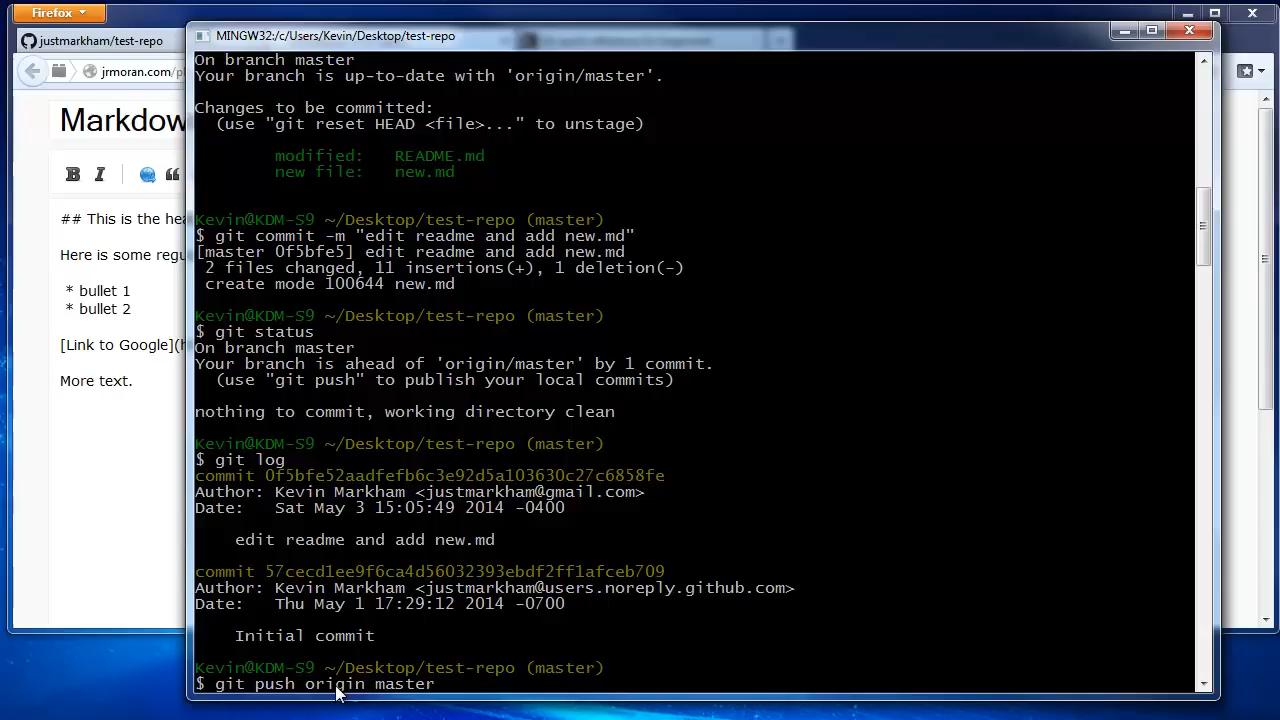 Firefox
MINGW32:/c/Users/Kevin/Desktop/test-repo
justmarkham/test-repo
jrmoran.com/pl
Markdow
B I
## This is the hea
Here is some regu
* bullet 1
* bullet 2
[Link to Google](h
More text.
On branch master
Your branch is up-to-date with 'origin/master'.
Changes to be committed:
(use "git reset HEAD <file>..." to unstage)
modified: README.md
new file: new.md
Kevin@KDM-S9 ~/Desktop/test-repo (master)
$ git commit -m "edit readme and add new.md"
[master 0f5bfe5] edit readme and add new.md
2 files changed, 11 insertions(+), 1 deletion(-)
create mode 100644 new.md
Kevin@KDM-S9 ~/Desktop/test-repo (master)
$ git status
On branch master
Your branch is ahead of 'origin/master' by 1 commit.
(use "git push" to publish your local commits)
nothing to commit, working directory clean
Kevin@KDM-S9 ~/Desktop/test-repo (master)
$ git log
commit 0f5bfe52aadfefb6c3e92d5a103630c27c6858fe
Author: Kevin Markham <justmarkham@gmail.com>
Date: Sat May 3 15:05:49 2014 -0400
edit readme and add new.md
commit 57cecd1ee9f6ca4d56032393ebdf2ff1afceb709
Author: Kevin Markham <justmarkham@users.noreply.github.com>
Date: Thu May 1 17:29:12 2014 -0700
Initial commit
Kevin@KDM-S9 ~/Desktop/test-repo (master)
$ git push origin master